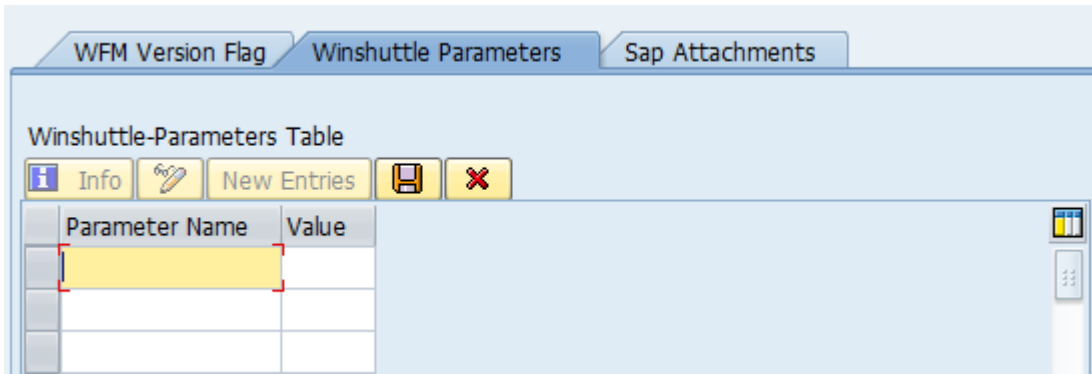 WFM Version Flag Winshuttle Parameters Sap Attachments
Winshuttle-Parameters Table
Info New Entries
Parameter Name Value